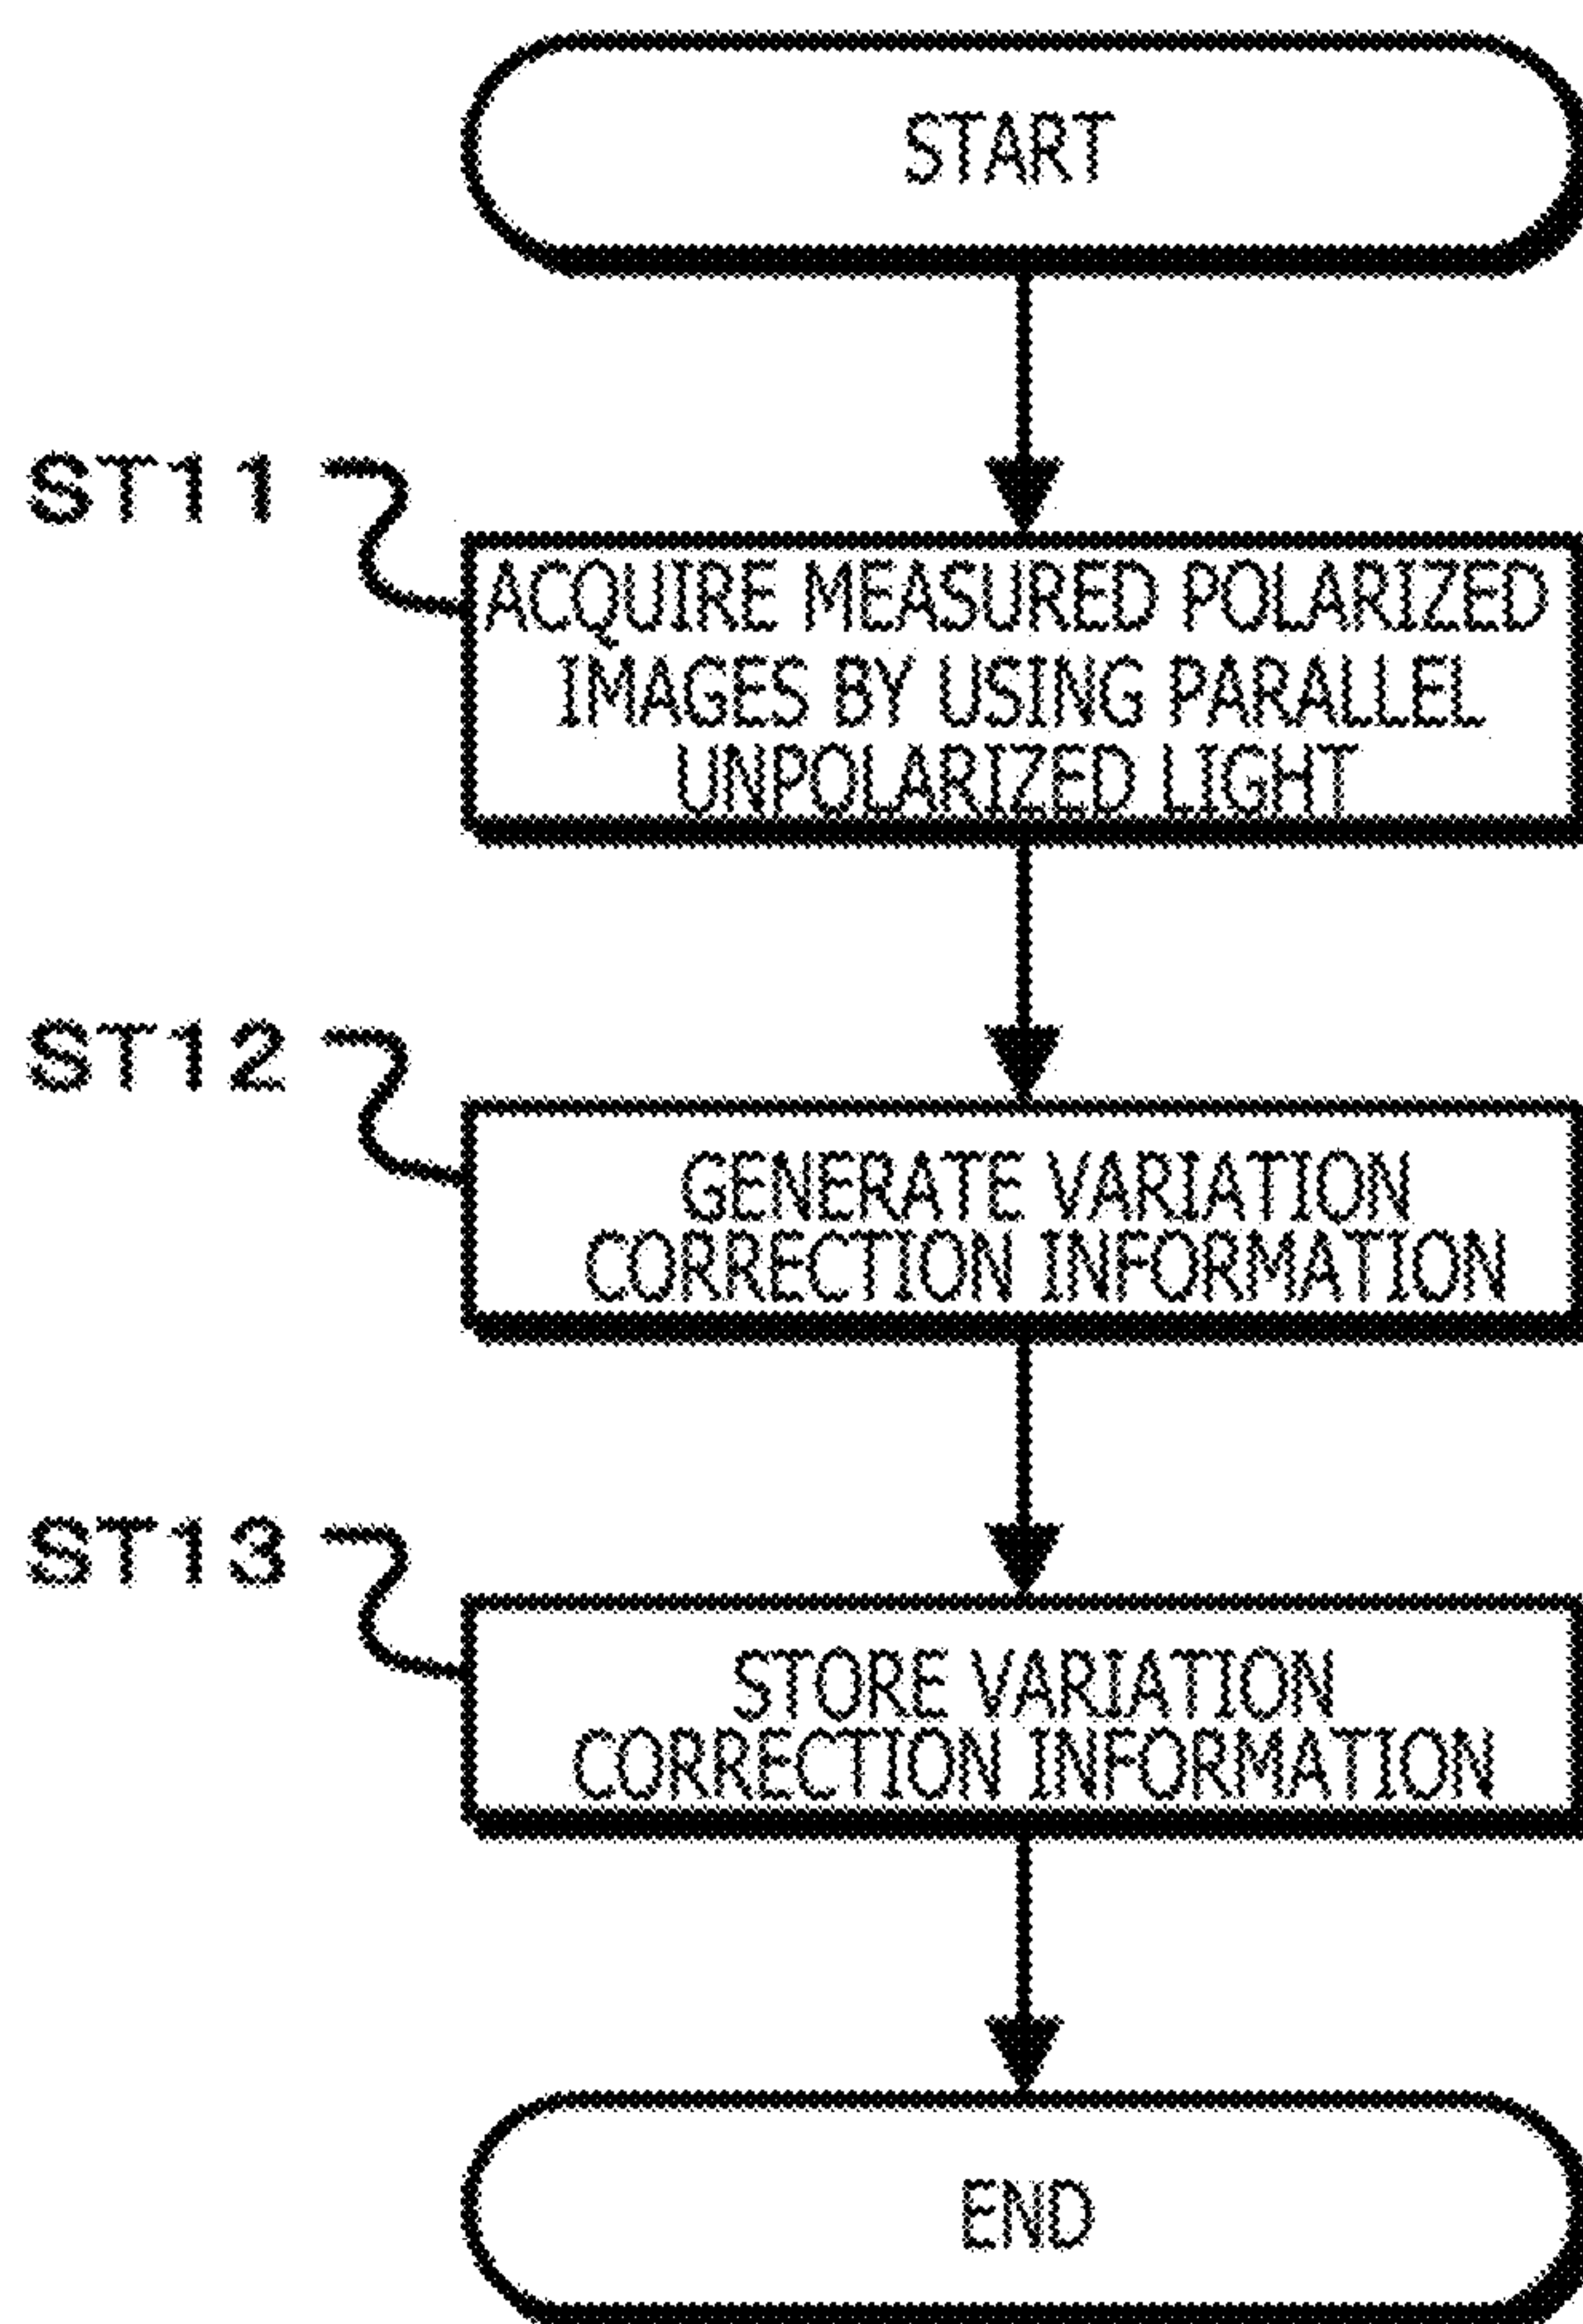 START
ST11
ACQUIRE MEASURED POLARIZED
IMAGES BY USING PARALLEL
UNPOLARIZED LIGHT
ST12
GENERATE VARIATION
CORRECTION INFORMATION
ST13
STORE VARIATION
CORRECTION INFORMATION
END